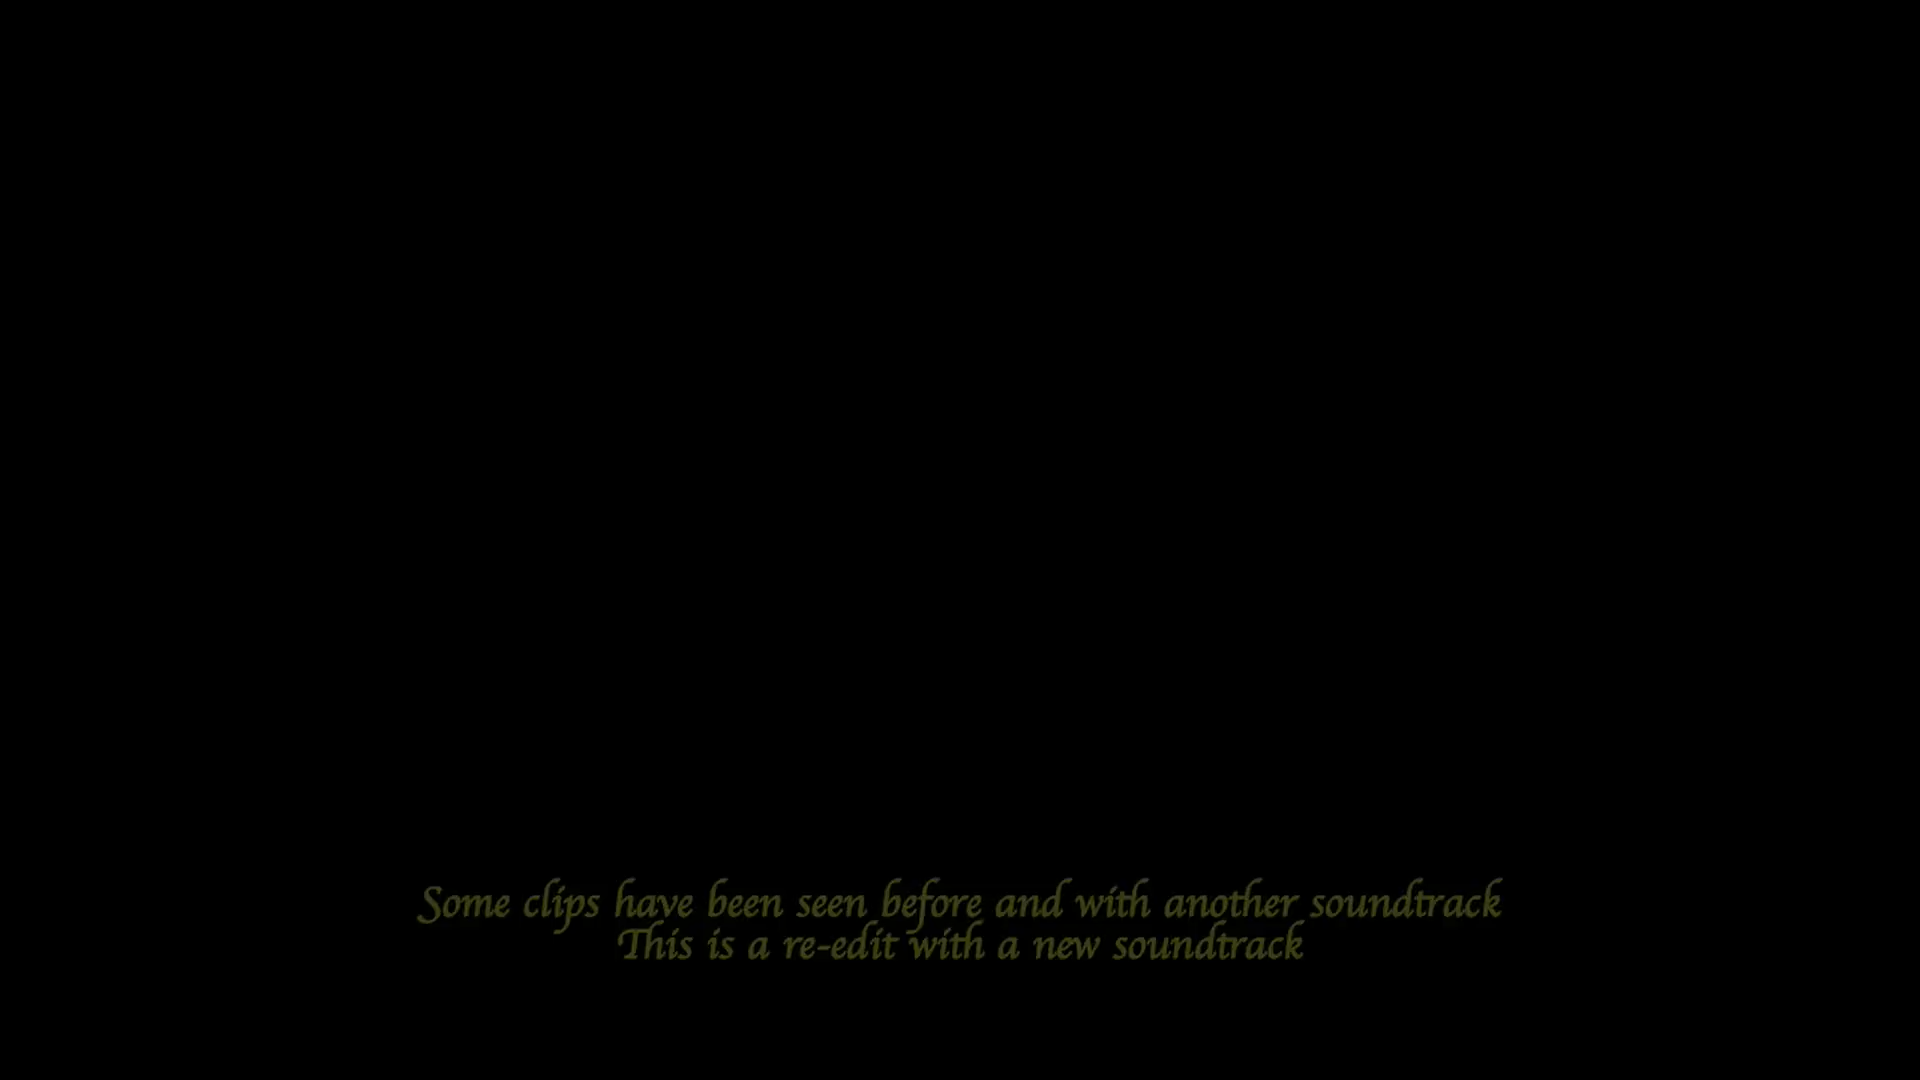 Some clips have been seen before and with another soundtrack
This is a re-edit with a new soundtrack